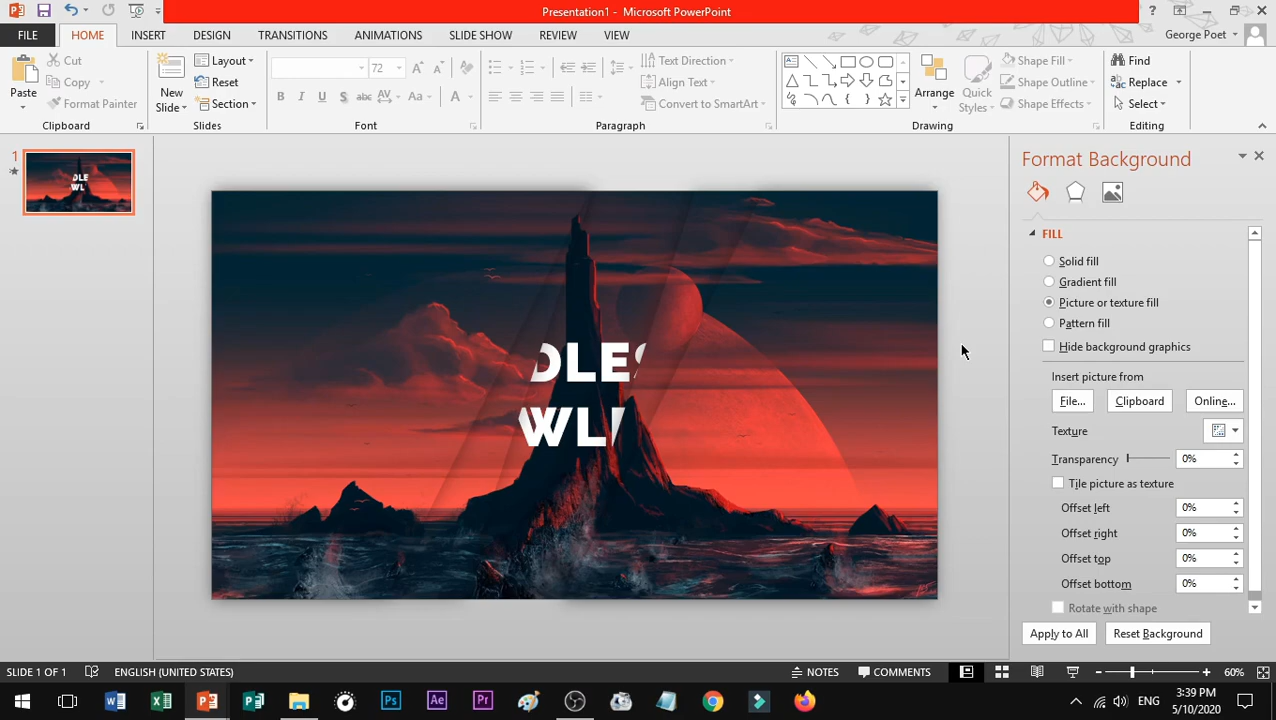 Presentation1 - Microsoft PowerPoint
FILE
HOME
INSERT
DESIGN
TRANSITIONS
ANIMATIONS
SLIDE SHOW
REVIEW
VIEW
George Poet
Paste
Cut
Copy
Format Painter
Clipboard
New
Slide
Layout
Reset
Section
Slides
72
Font
Text Direction
Align Text
Convert to SmartArt
Paragraph
Arrange
Quick
Styles
Shape Fill
Shape Outline
Shape Effects
Drawing
Find
Replace
Select
Editing
1
DLE
WLI
DLES
WLI
Format Background
FILL
Solid fill
Gradient fill
Picture or texture fill
Pattern fill
Hide background graphics
Insert picture from
File...
Clipboard
Online...
Texture
Transparency 0%
Tile picture as texture
Offset left 0%
Offset right 0%
Offset top 0%
Offset bottom 0%
Rotate with shape
Apply to All
Reset Background
SLIDE 1 OF 1
ENGLISH (UNITED STATES)
NOTES
COMMENTS
60%
ENG
3:39 PM
5/10/2020